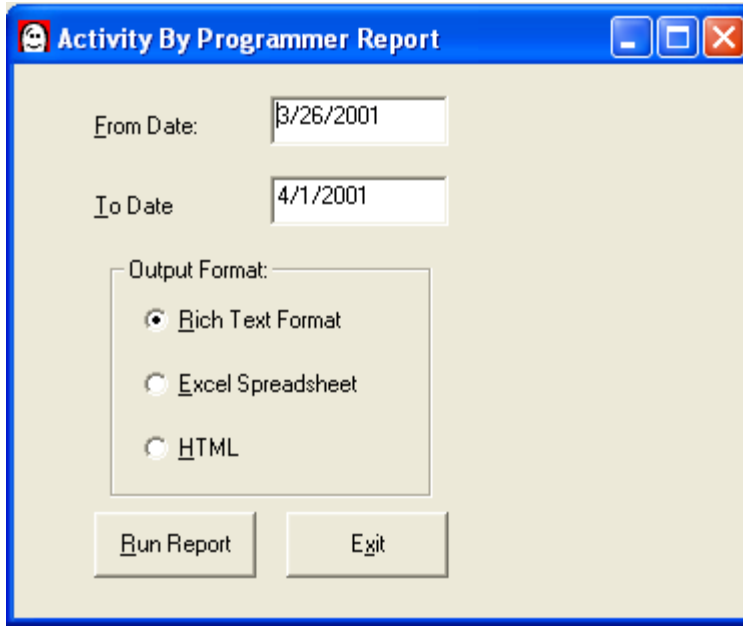 Activity By Programmer Report
From Date: 3/26/2001
To Date 4/1/2001
Output Format:
Rich Text Format
Excel Spreadsheet
HTML
Run Report Exit